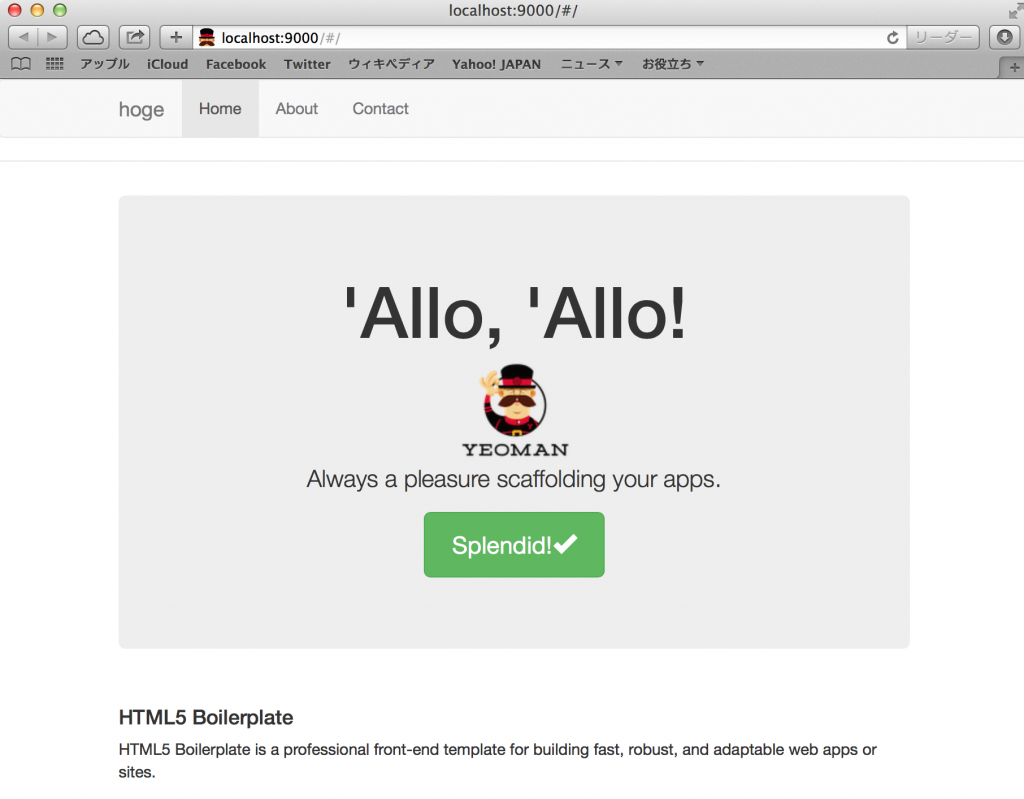 localhost:9000/#/
localhost:9000/#/ リーダー
アップル iCloud Facebook Twitter ウィキペディア Yahoo! JAPAN ニュース お役立ち
hoge Home About Contact
'Allo, 'Allo!
YEOMAN
Always a pleasure scaffolding your apps.
Splendid!
HTML5 Boilerplate
HTML5 Boilerplate is a professional front-end template for building fast, robust, and adaptable web apps or
sites.